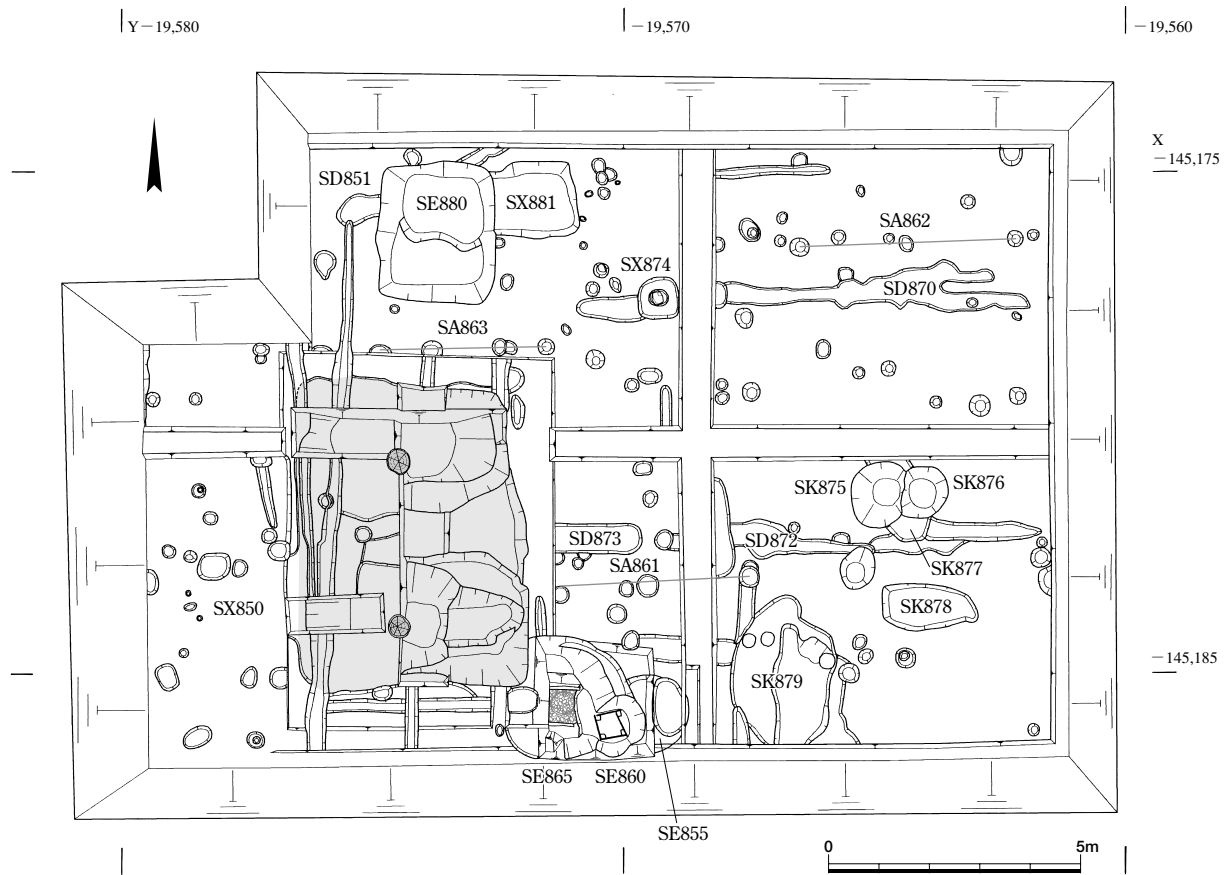 Y－19,580
－19,570
－19,560
X
－145,175
SD851
SE880
SX881
SA862
SX874
SD870
SA863
SK875
SK876
SD873
SD872
SA861
SK877
SX850
SK878
－145,185
SK879
SE865
SE860
SE855
0
5m